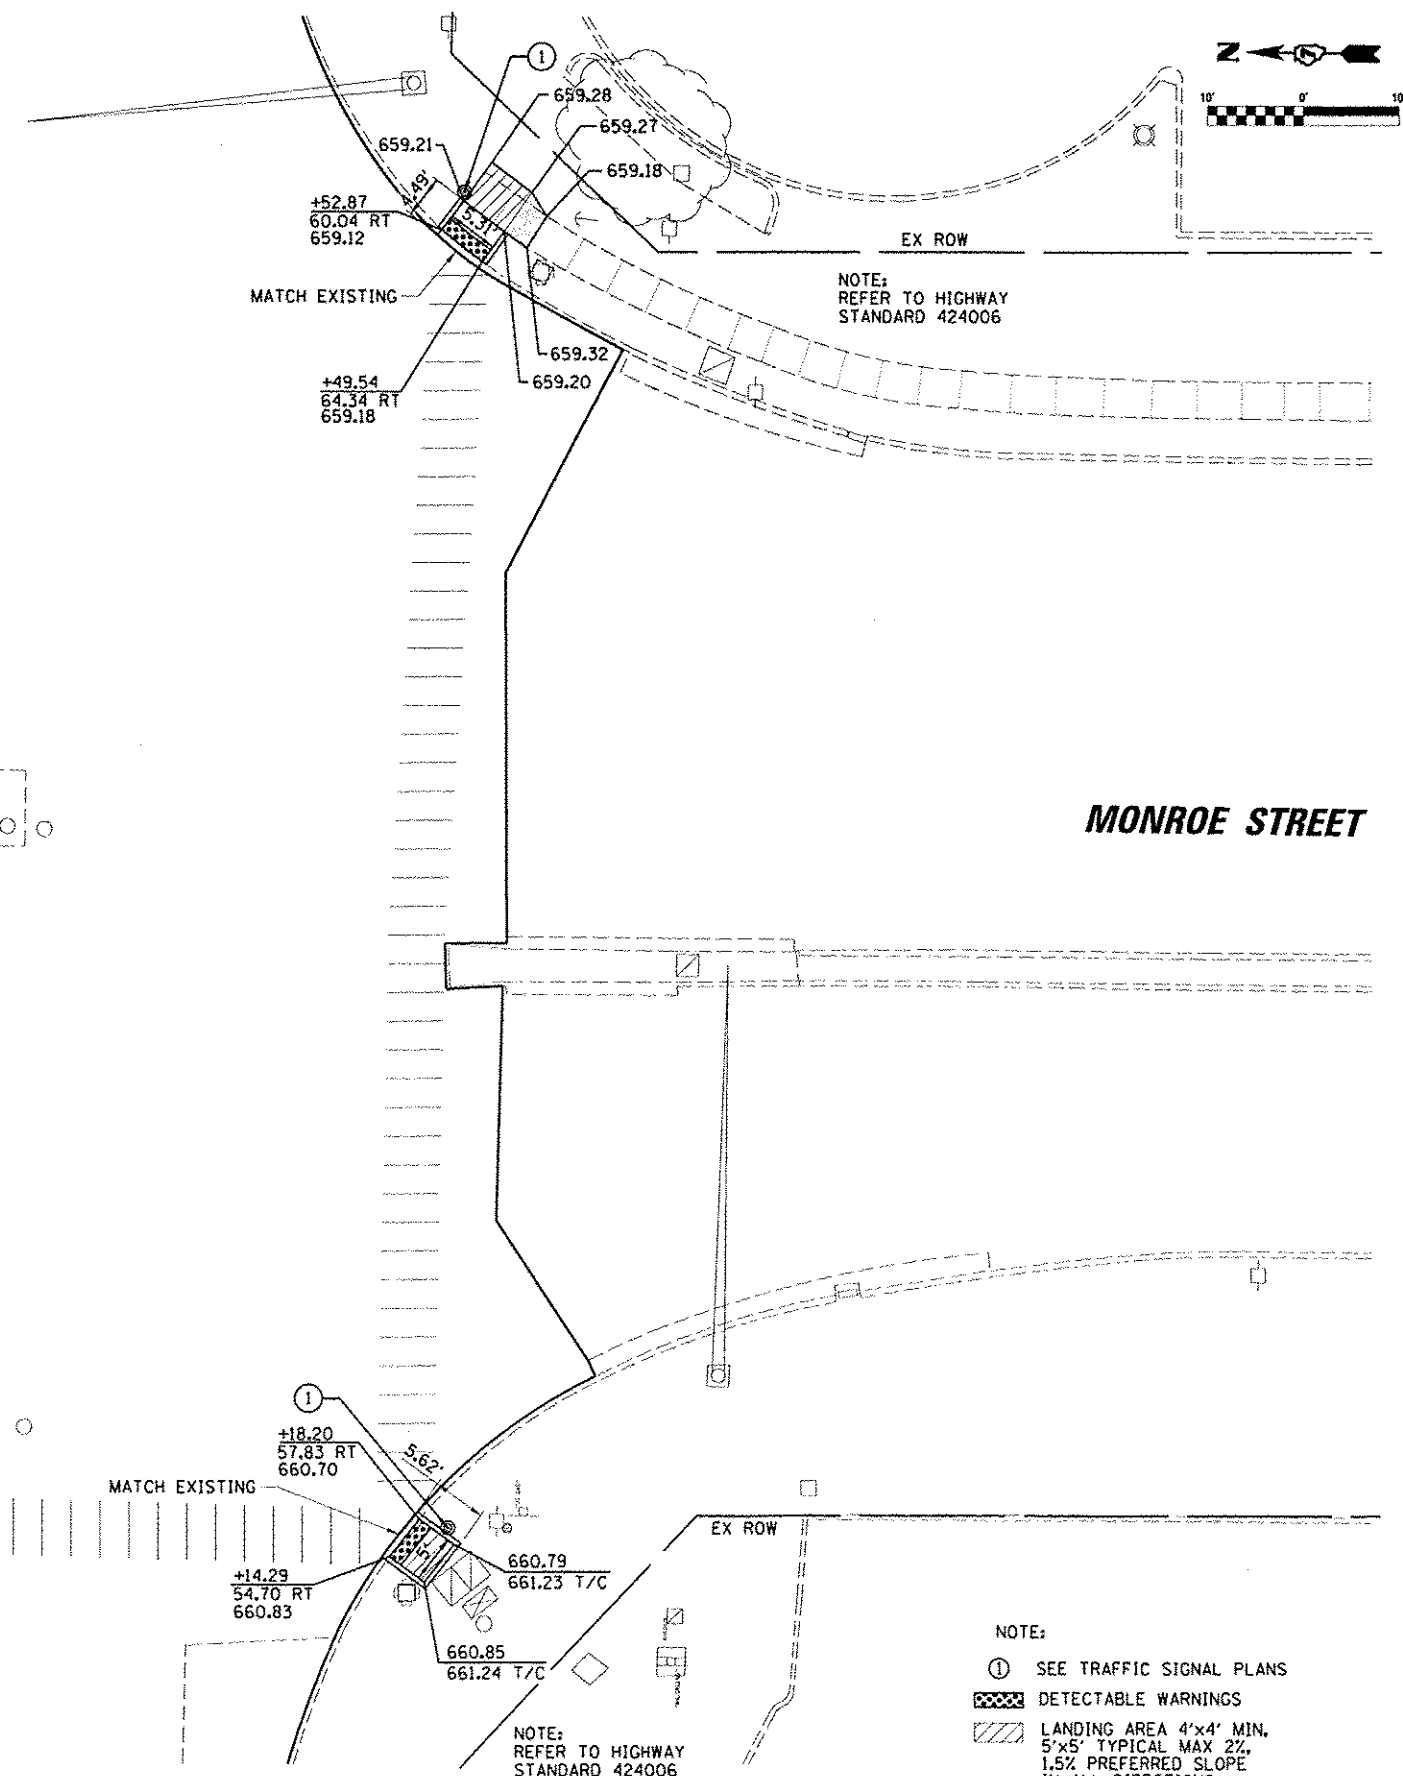 Z
10'
0'
10
1
659.28
659.27
659.21
659.18
5.31'
+52.87
60.04 RT
659.12
EX ROW
MATCH EXISTING
NOTE:
REFER TO HIGHWAY
STANDARD 424006
659.32
659.20
+49.54
64.34 RT
659.18
MONROE STREET
1
+18.20
57.83 RT
660.70
5.62'
MATCH EXISTING
5'
EX ROW
660.79
661.23 T/C
+14.29
54.70 RT
660.83
660.85
661.24 T/C
NOTE:
1 SEE TRAFFIC SIGNAL PLANS
DETECTABLE WARNINGS
LANDING AREA 4'x4' MIN.
5'x5' TYPICAL MAX 2%,
1.5% PREFERRED SLOPE
NOTE:
REFER TO HIGHWAY
STANDARD 424006